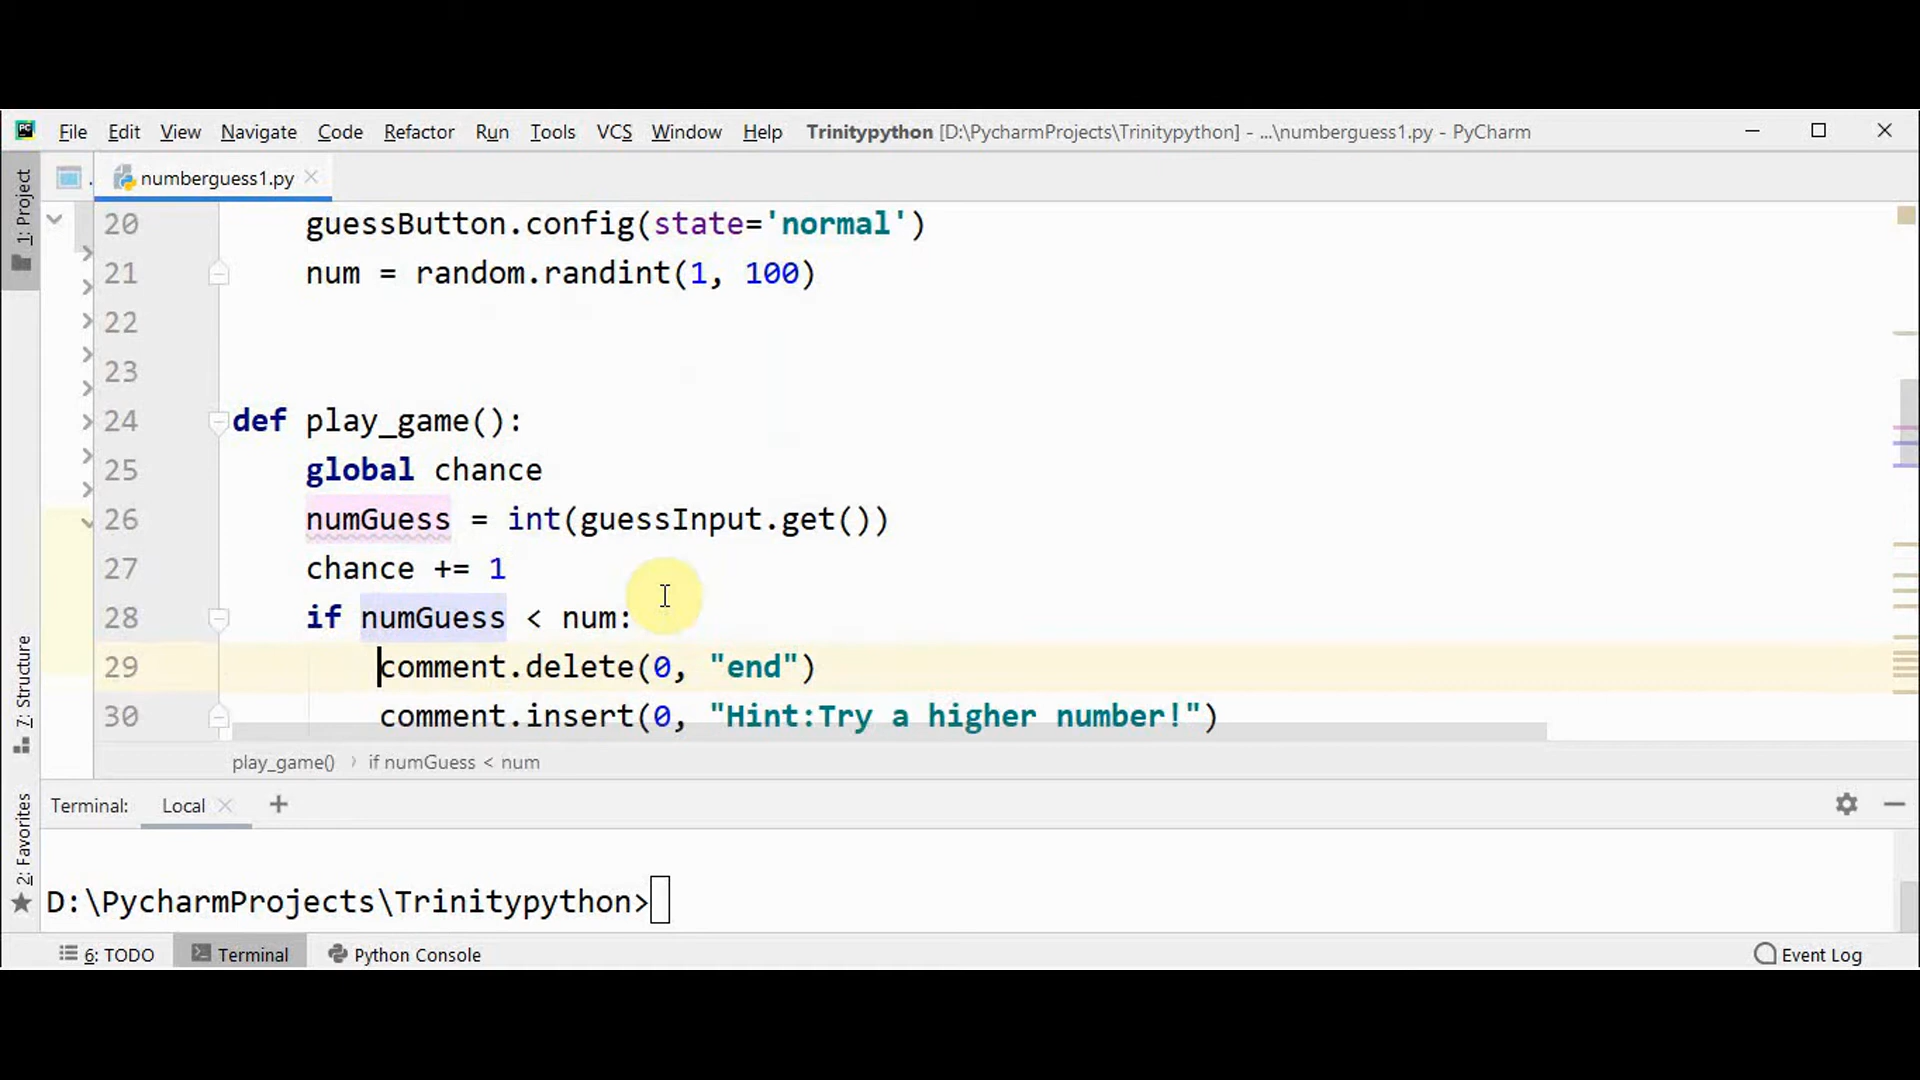 File Edit View Navigate Code Refactor Run Tools VCS Window Help Trinitypython [D:\PycharmProjects\Trinitypython] - ...\numberguess1.py - PyCharm
numberguess1.py
1: Project
7: Structure
2: Favorites
20 guessButton.config(state='normal')
21 num = random.randint(1, 100)
22
23
24 def play_game():
25 global chance
26 numGuess = int(guessInput.get())
27 chance += 1
28 if numGuess < num:
29 comment.delete(0, "end")
30 comment.insert(0, "Hint:Try a higher number!")
play_game() › if numGuess < num
Terminal: Local +
D:\PycharmProjects\Trinitypython>
6: TODO Terminal Python Console Event Log